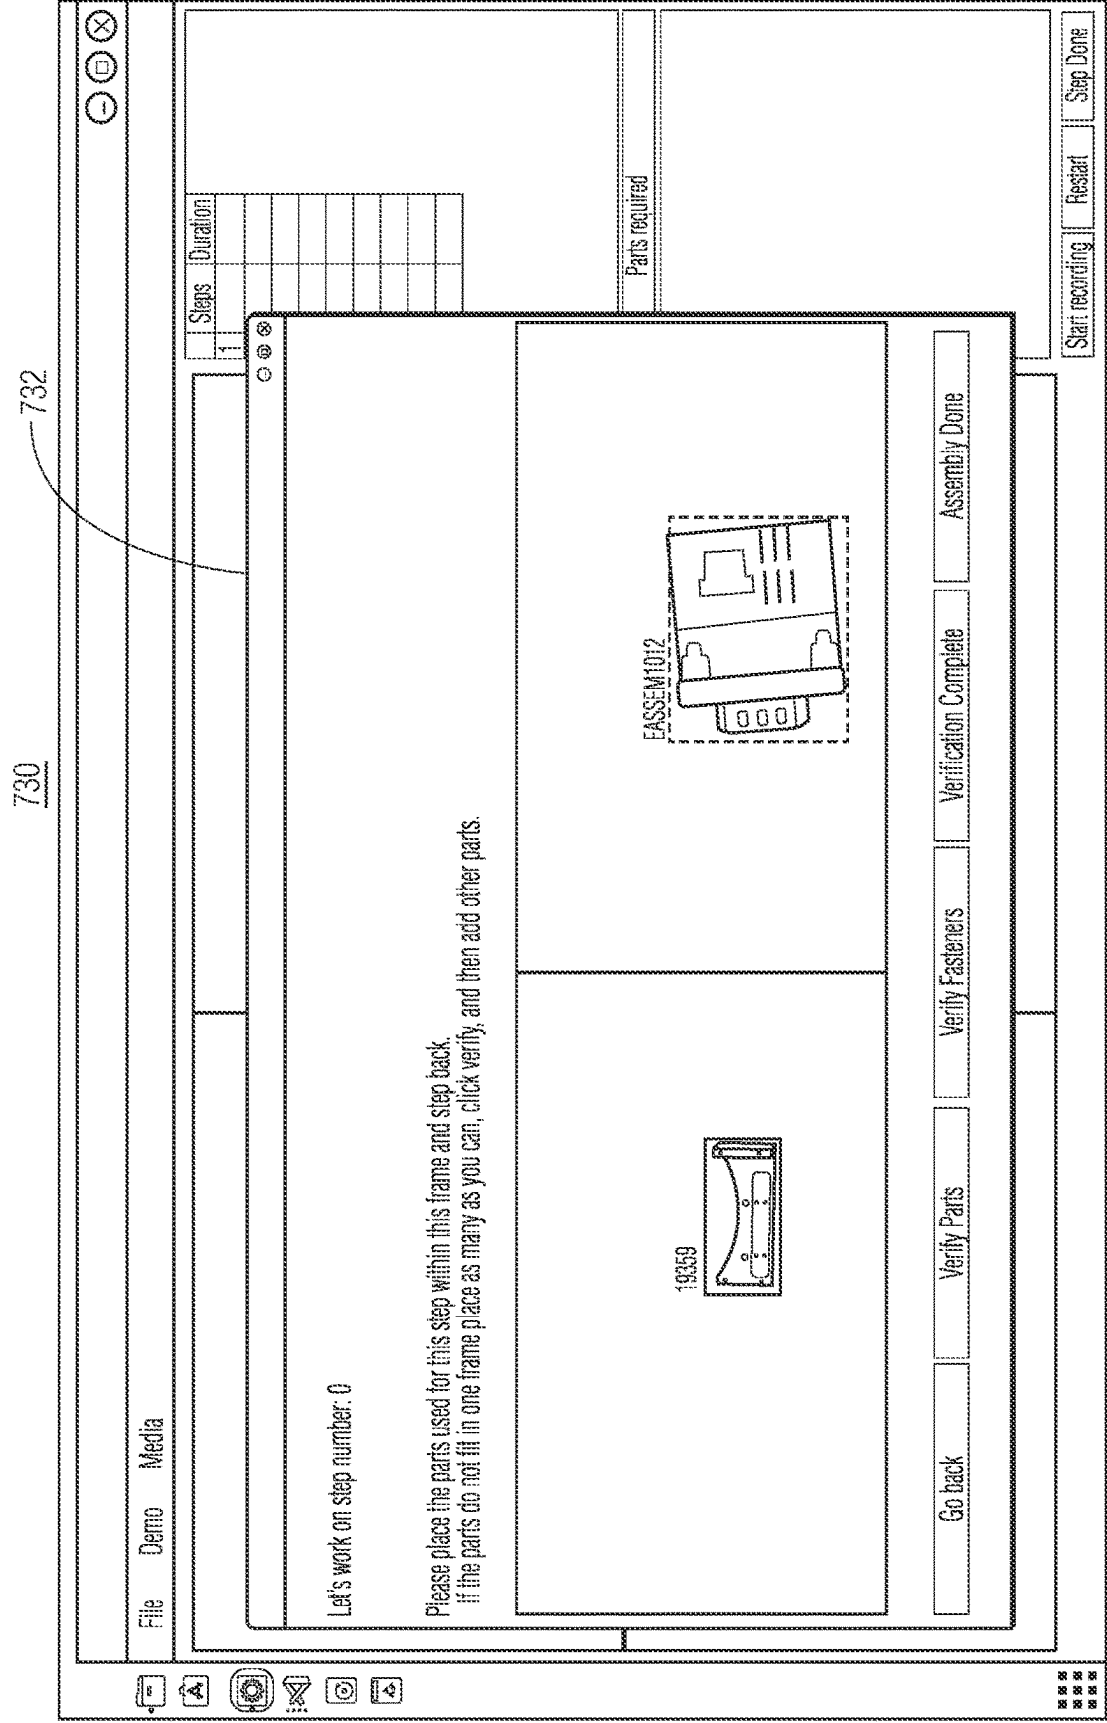 730
732
File Demo Media
Steps Duration
1
Let's work on step number: 0
Please place the parts used for this step within this frame and step back.
If the parts do not fit in one frame place as many as you can, click verify, and then add other parts.
19359
EASSEM1012
Go back Verify Parts Verify Fasteners Verification Complete Assembly Done
Parts required
Start recording Restart Step Done